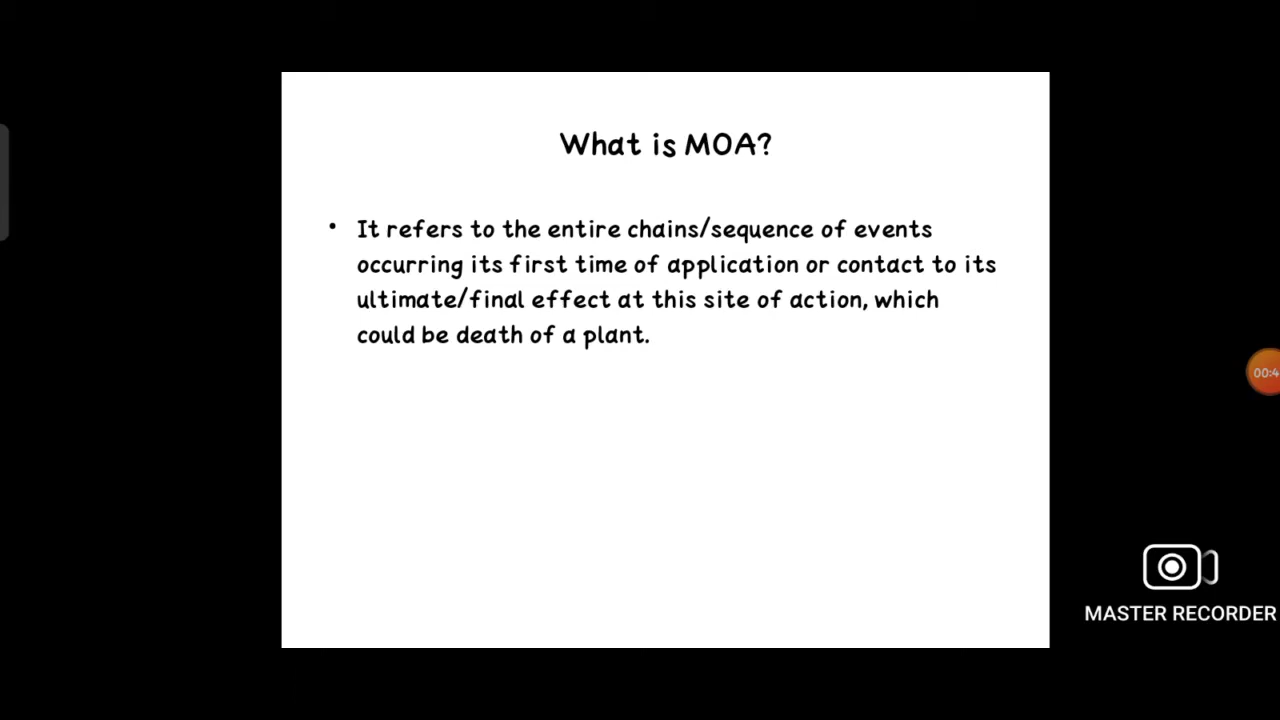 What is MOA?
• It refers to the entire chains/sequence of events
occurring its first time of application or contact to its
ultimate/final effect at this site of action, which
could be death of a plant.
00:4
MASTER RECORDER